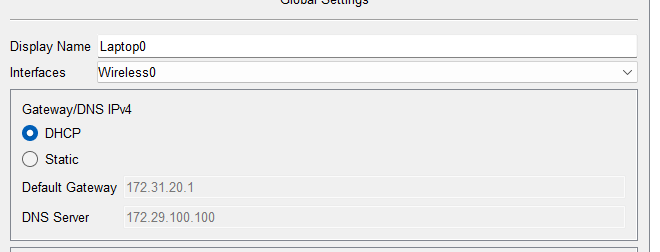 Global Settings
Display Name Laptop0
Interfaces Wireless0
Gateway/DNS IPv4
DHCP
Static
Default Gateway 172.31.20.1
DNS Server 172.29.100.100